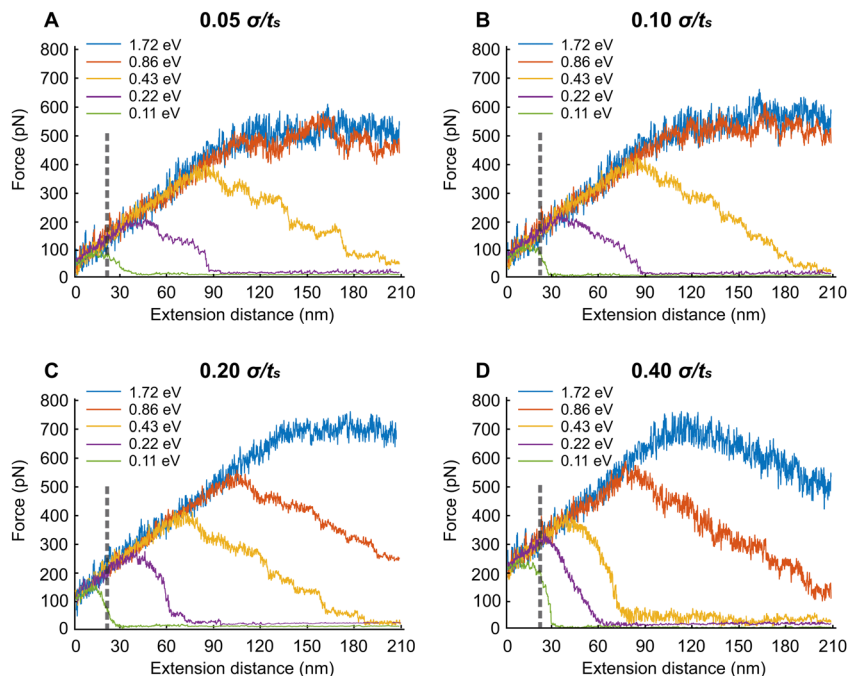 A
0.05 σ/ts
1.72 eV
0.86 eV
0.43 eV
0.22 eV
0.11 eV
800
700
600
500
400
300
200
100
0
Force (pN)
0 30 60 90 120 150 180 210
Extension distance (nm)
B
0.10 σ/ts
1.72 eV
0.86 eV
0.43 eV
0.22 eV
0.11 eV
800
700
600
500
400
300
200
100
0
Force (pN)
0 30 60 90 120 150 180 210
Extension distance (nm)
C
0.20 σ/ts
1.72 eV
0.86 eV
0.43 eV
0.22 eV
0.11 eV
800
700
600
500
400
300
200
100
0
Force (pN)
0 30 60 90 120 150 180 210
Extension distance (nm)
D
0.40 σ/ts
1.72 eV
0.86 eV
0.43 eV
0.22 eV
0.11 eV
800
700
600
500
400
300
200
100
0
Force (pN)
0 30 60 90 120 150 180 210
Extension distance (nm)